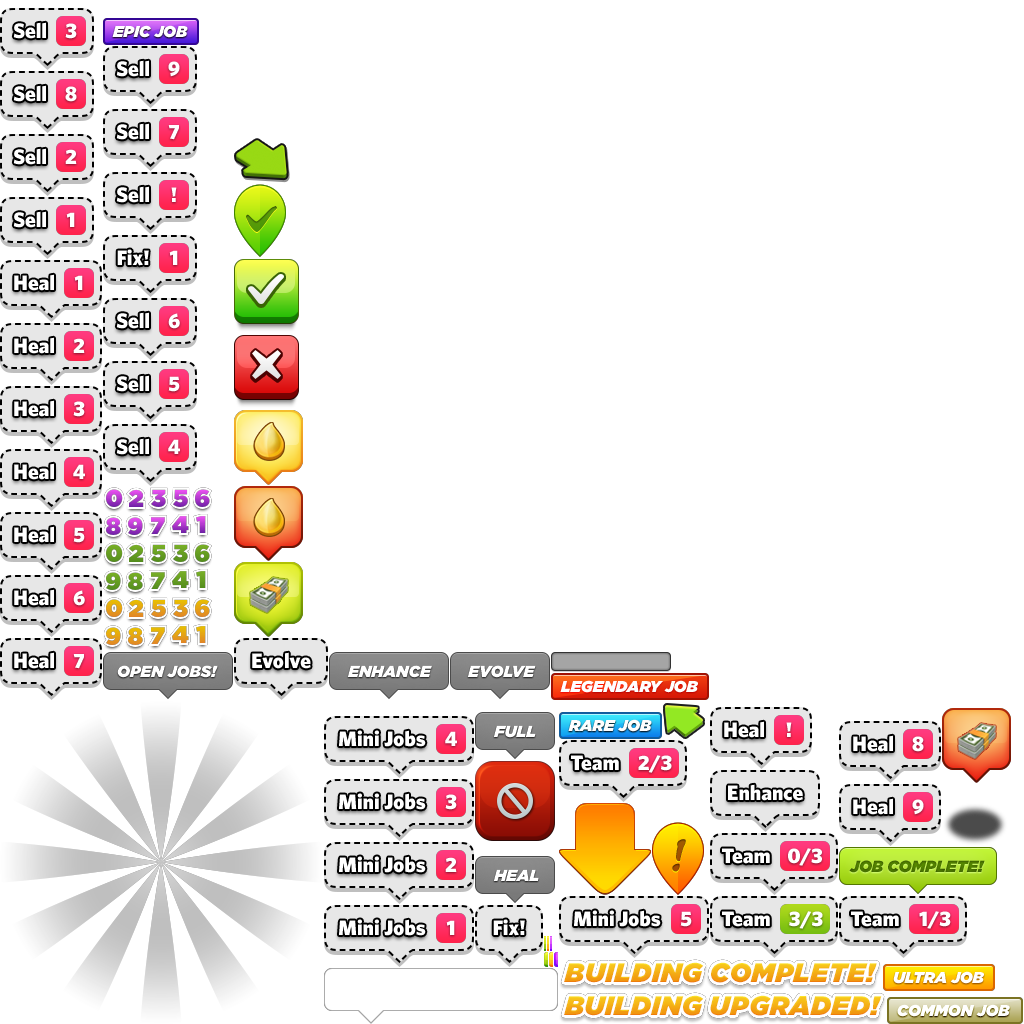 Sell 3
Sell 8
Sell 2
Sell 1
Heal 1
Heal 2
Heal 3
Heal 4
Heal 5
Heal 6
Heal 7
EPIC JOB
Sell 9
Sell 7
Sell !
Fix! 1
Sell 6
Sell 5
Sell 4
0 2 3 5 6
8 9 7 4 1
0 2 5 3 6
9 8 7 4 1
0 2 5 3 6
9 8 7 4 1
OPEN JOBS!
Evolve
ENHANCE
EVOLVE
LEGENDARY JOB
Mini Jobs 4
Mini Jobs 3
Mini Jobs 2
Mini Jobs 1
FULL
HEAL
Fix!
RARE JOB
Team 2/3
!
Mini Jobs 5
Heal !
Enhance
Team 0/3
Team 3/3
Heal 8
Heal 9
JOB COMPLETE!
Team 1/3
BUILDING COMPLETE!
ULTRA JOB
BUILDING UPGRADED!
COMMON JOB